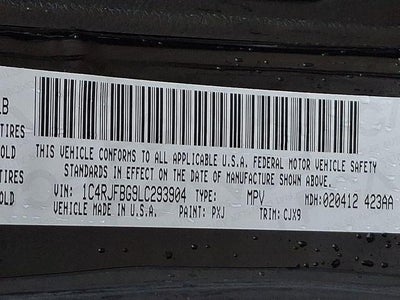 LB
TIRES
OLD
TIRES
OLD
THIS VEHICLE CONFORMS TO ALL APPLICABLE U.S.A. FEDERAL MOTOR VEHICLE SAFETY
STANDARDS IN EFFECT ON THE DATE OF MANUFACTURE SHOWN ABOVE.
VIN: 1C4RJFBG9LC293904 TYPE: MPV MDH: 020412 423AA
VEHICLE MADE IN U.S.A. PAINT: PXJ TRIM: CJX9